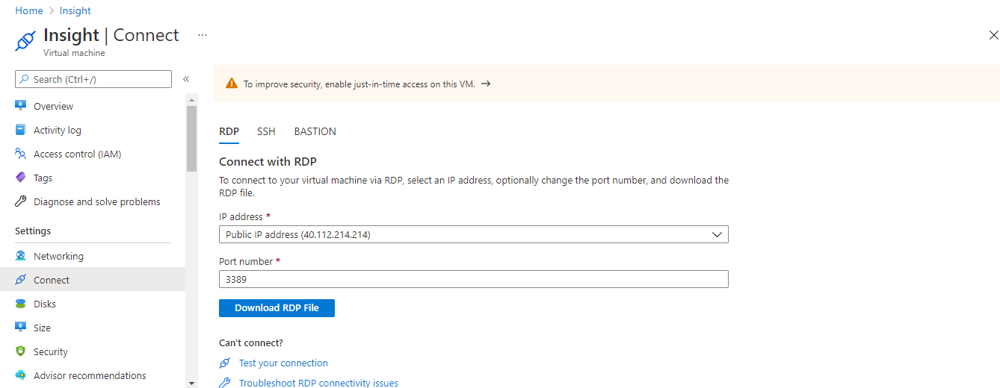 Home > Insight
Insight | Connect ...
Virtual machine
Search (Ctrl+/)
«
Overview
Activity log
Access control (IAM)
Tags
Diagnose and solve problems
Settings
Networking
Connect
Disks
Size
Security
Advisor recommendations
To improve security, enable just-in-time access on this VM. →
RDP SSH BASTION
Connect with RDP
To connect to your virtual machine via RDP, select an IP address, optionally change the port number, and download the
RDP file.
IP address *
Public IP address (40.112.214.214)
Port number *
3389
Download RDP File
Can't connect?
Test your connection
Troubleshoot RDP connectivity issues